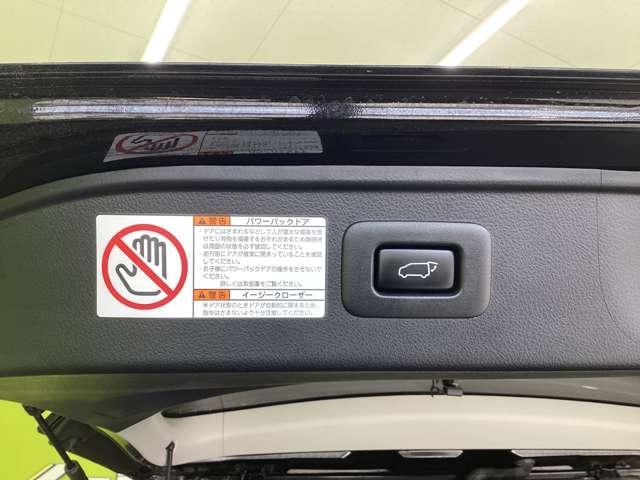 警告 パワーバックドア
・ドアにはさまれるなどして人が重大な傷害を受
けたり荷物を損傷するおそれがあるため開閉時
は周囲の状態を必ず確認してください。
・走行前にドアが確実に閉まっていることを確認
してください。
・お子様にパワーバックドアの操作をさせないで
ください。
詳しくは取扱書をご覧ください。
警告 イージークローザー
※ドア状態のときドアが自動的に閉まるため、
指をはさまないよう十分注意してください。